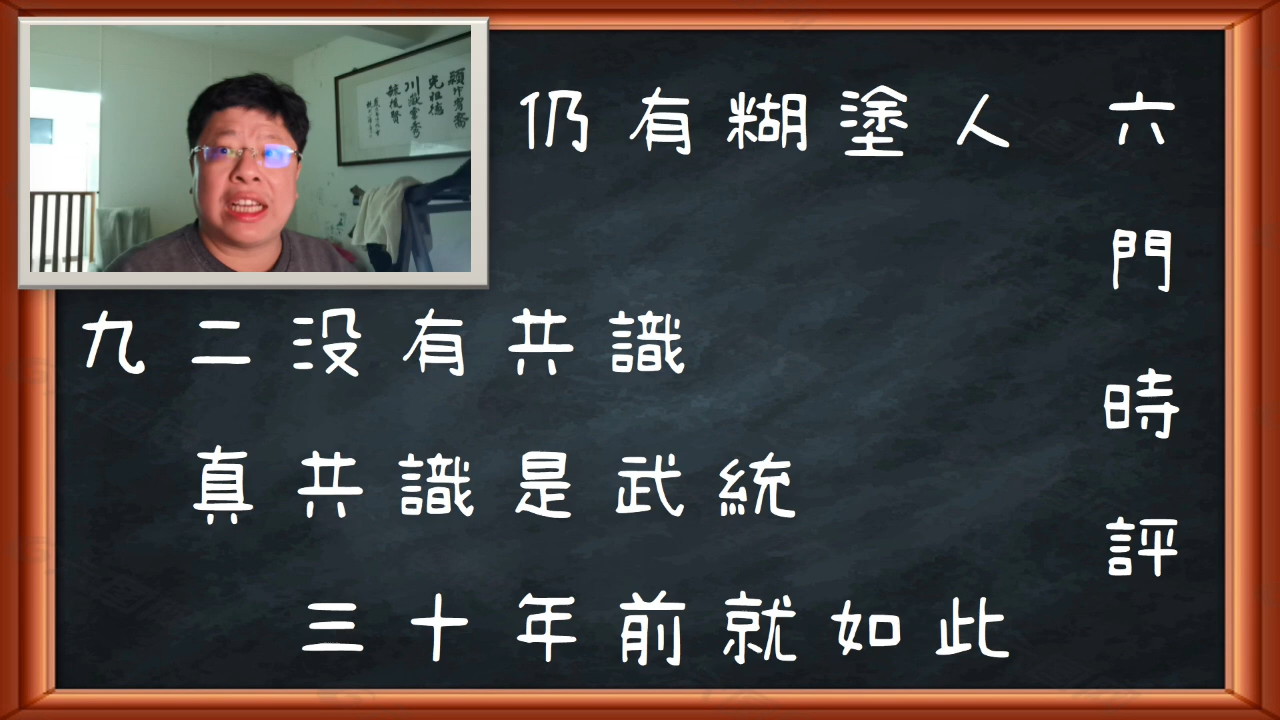 仍有糊塗人
九二没有共識
真共識是武統
三十年前就如此
六門時評